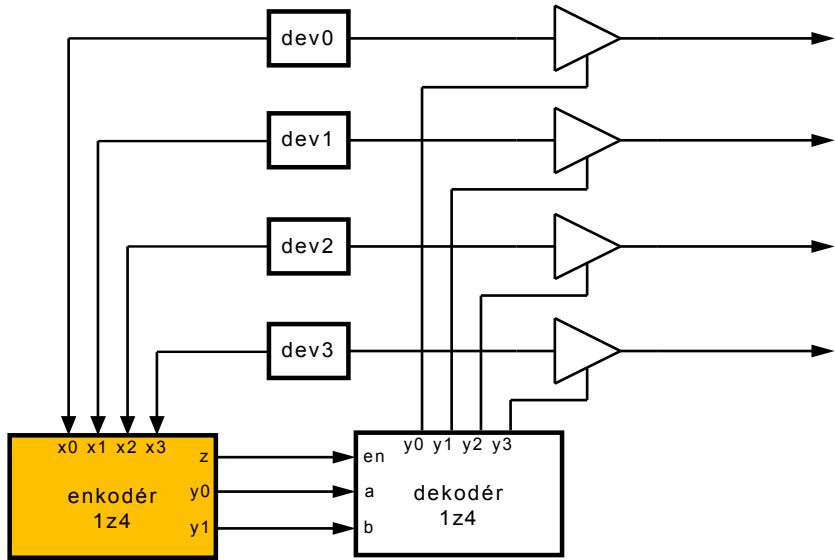 dev0
dev1
dev2
dev3
x0 x1 x2 x3
z
y0
y1
enkodér
1z4
y0 y1 y2 y3
en
a
b
dekodér
1z4